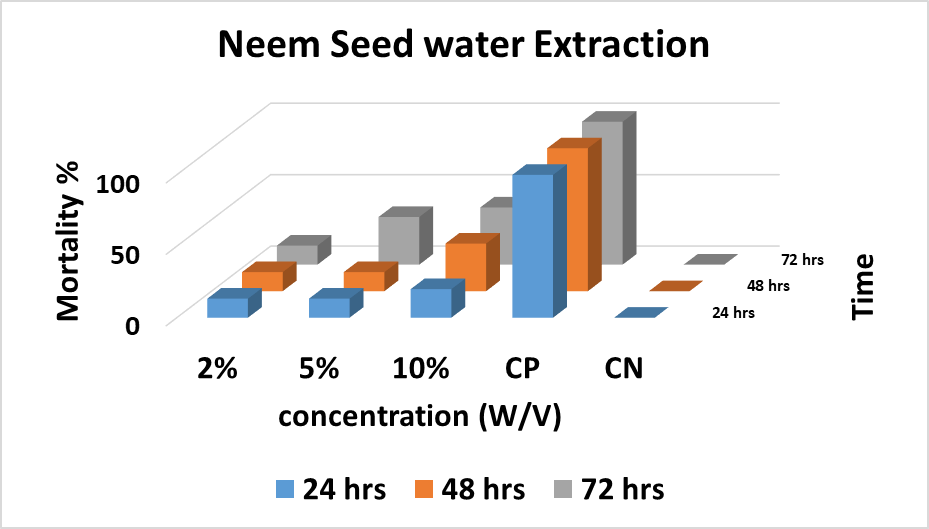 Neem Seed water Extraction
Mortality %
100
50
0
72 hrs
48 hrs
24 hrs
Time
2% 5% 10% CP CN
concentration (W/V)
24 hrs 48 hrs 72 hrs